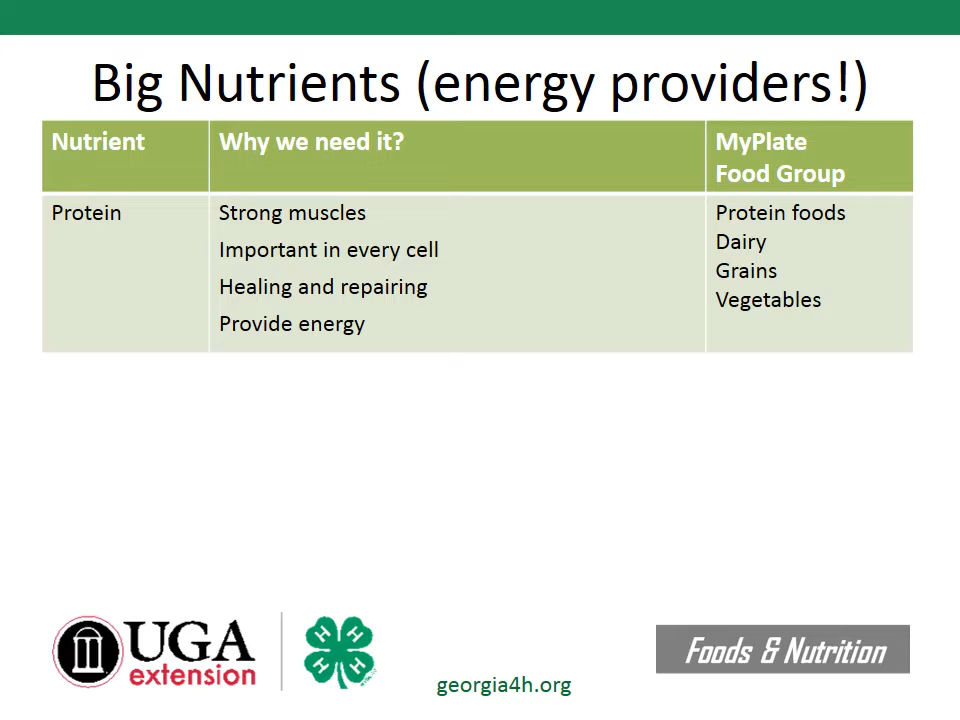 Big Nutrients (energy providers!)
Nutrient
Why we need it?
MyPlate
Food Group
Protein
Strong muscles
Important in every cell
Healing and repairing
Provide energy
Protein foods
Dairy
Grains
Vegetables
UGA
extension
H H
H H
georgia4h.org
Foods & Nutrition